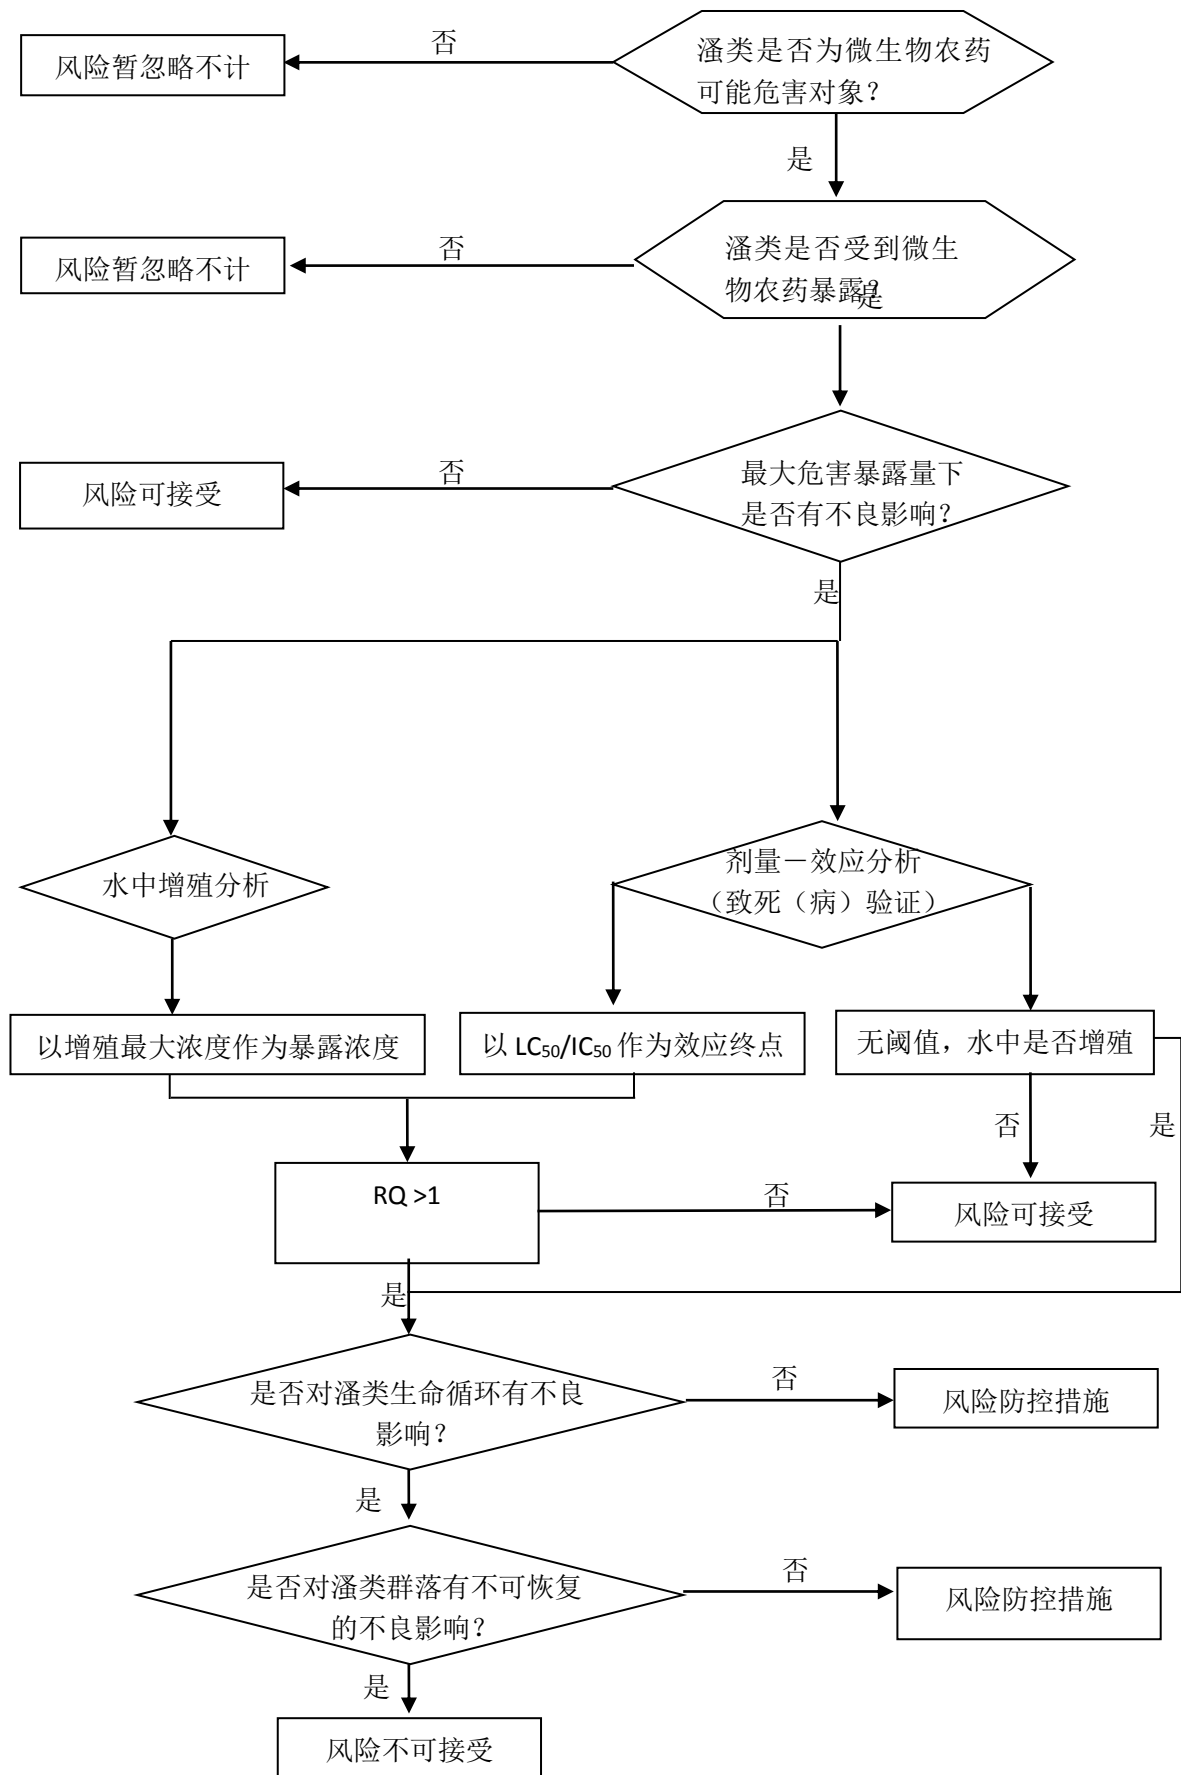 否
溞类是否为微生物农药
可能危害对象？
风险暂忽略不计
是
否
溞类是否受到微生
物农药暴露？
是
风险暂忽略不计
否
最大危害暴露量下
是否有不良影响？
风险可接受
是
水中增殖分析
剂量－效应分析
（致死（病）验证）
以增殖最大浓度作为暴露浓度
以 LC50/IC50 作为效应终点
无阈值，水中是否增殖
否
是
RQ >1
否
风险可接受
是
是否对溞类生命循环有不良
影响？
否
风险防控措施
是
是否对溞类群落有不可恢复
的不良影响？
否
风险防控措施
是
风险不可接受